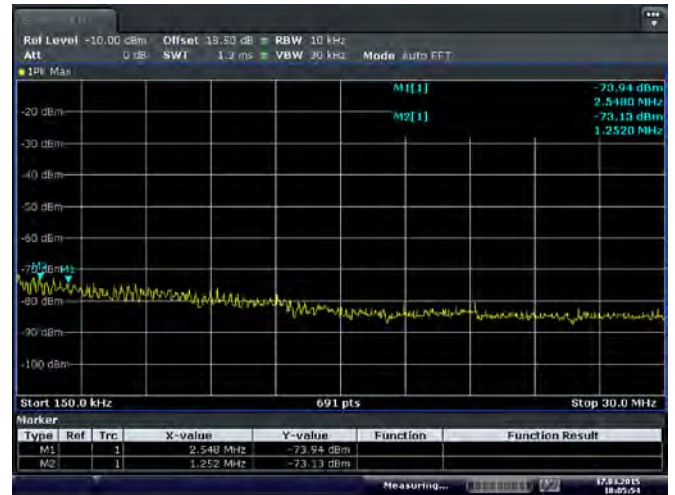 Ref Level -10.00 dBm Offset 18.50 dB RBW 10 kHz
Att 0 dB SWT 1.3 ms VBW 30 kHz Mode Auto FFT
1Pk Max
M1[1] -73.94 dBm
2.5480 MHz
-20 dBm
M2[1] -73.13 dBm
1.2520 MHz
-30 dBm
-40 dBm
-50 dBm
-60 dBm
-70 dBm
M1
-80 dBm
-90 dBm
-100 dBm
Start 150.0 kHz 691 pts Stop 30.0 MHz
Marker
Type Ref Trc X-value Y-value Function Function Result
M1 1 2.548 MHz -73.94 dBm
M2 1 1.252 MHz -73.13 dBm
Measuring...